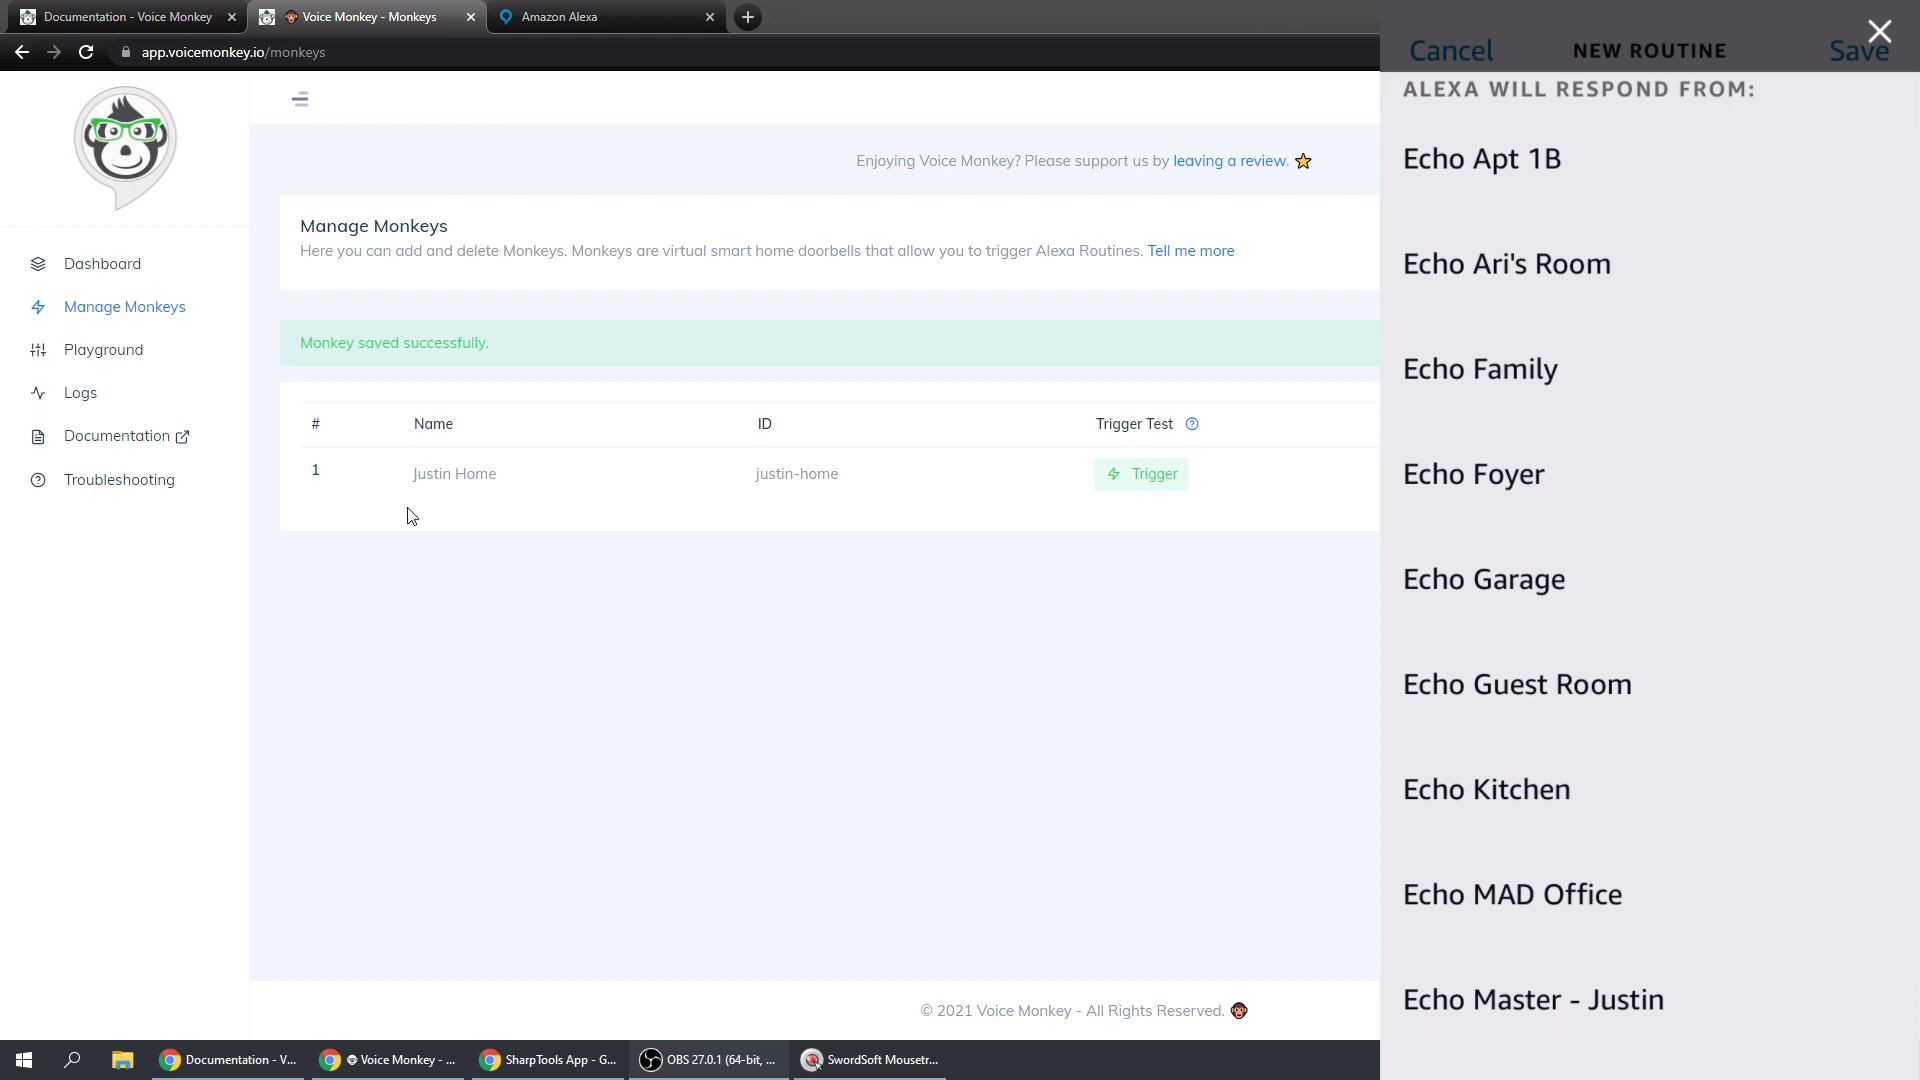 Documentation - Voice Monkey
Voice Monkey - Monkeys
Amazon Alexa
app.voicemonkey.io/monkeys
Dashboard
Manage Monkeys
Playground
Logs
Documentation
Troubleshooting
Enjoying Voice Monkey? Please support us by leaving a review.
Manage Monkeys
Here you can add and delete Monkeys. Monkeys are virtual smart home doorbells that allow you to trigger Alexa Routines. Tell me more
Monkey saved successfully.
# Name ID Trigger Test
1 Justin Home justin-home Trigger
© 2021 Voice Monkey - All Rights Reserved.
Cancel NEW ROUTINE Save
ALEXA WILL RESPOND FROM:
Echo Apt 1B
Echo Ari's Room
Echo Family
Echo Foyer
Echo Garage
Echo Guest Room
Echo Kitchen
Echo MAD Office
Echo Master - Justin
Documentation - V...
Voice Monkey - ...
SharpTools App - G...
OBS 27.0.1 (64-bit, ...
SwordSoft Mousetr...